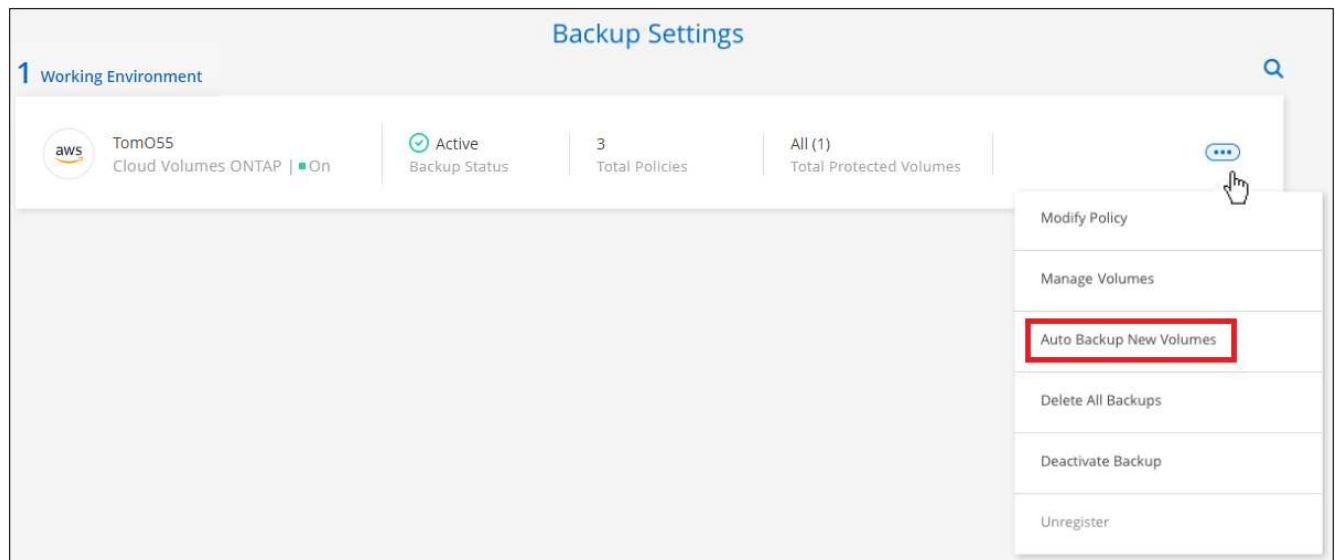 Backup Settings
1 Working Environment
aws
TomO55
Cloud Volumes ONTAP | On
Active
Backup Status
3
Total Policies
All (1)
Total Protected Volumes
Modify Policy
Manage Volumes
Auto Backup New Volumes
Delete All Backups
Deactivate Backup
Unregister